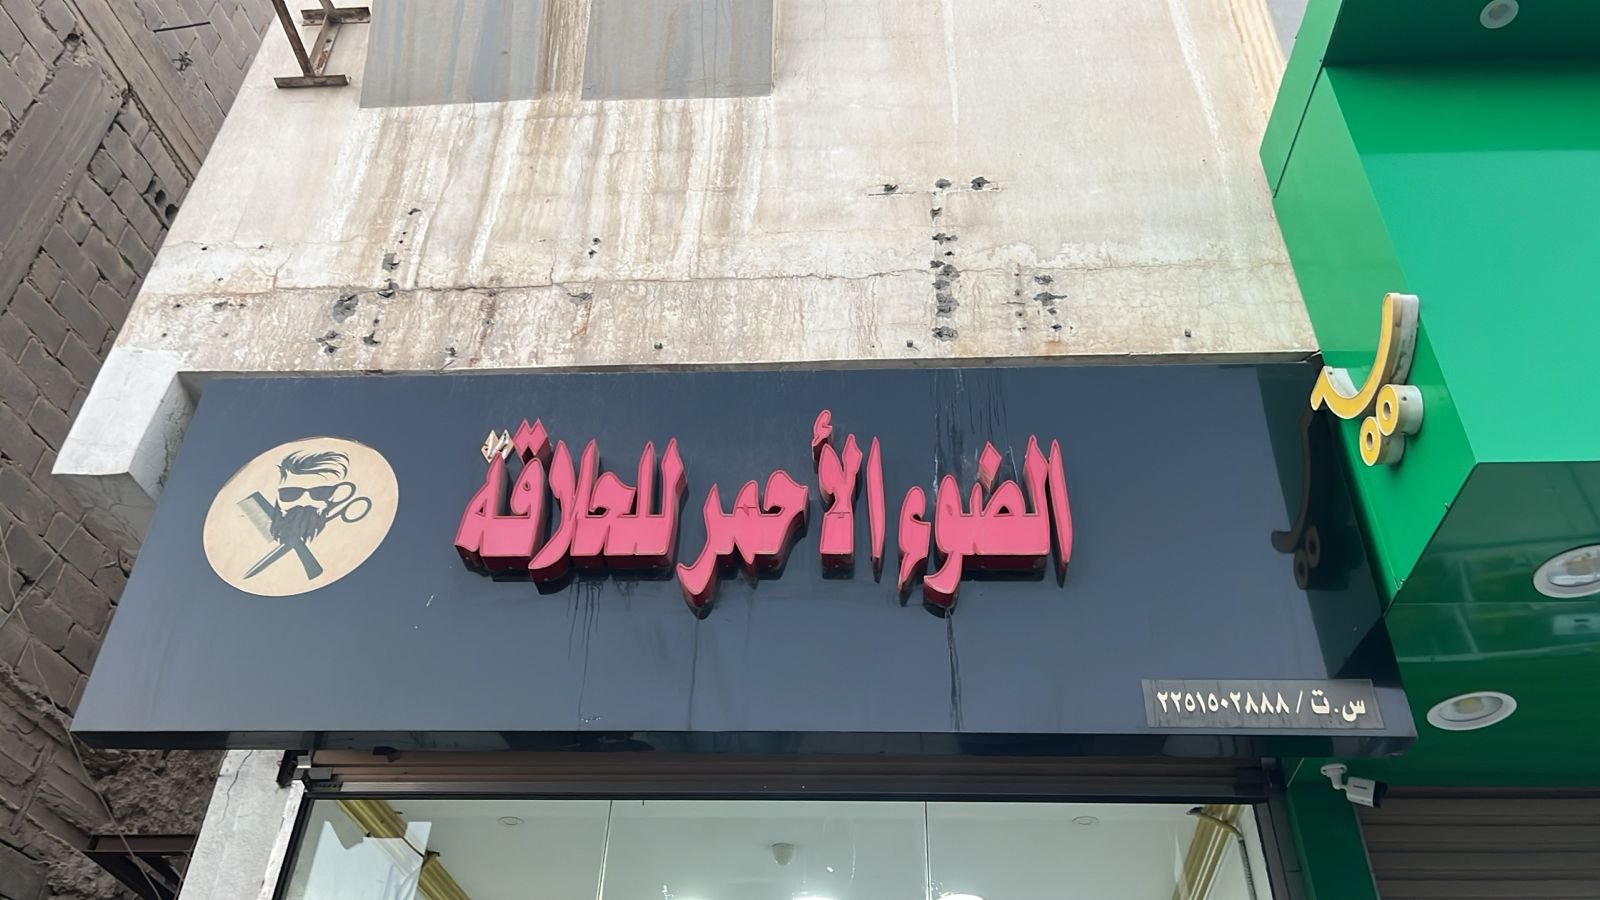 الضوء الأحمر للحلاقة
س.ت / ٢٢٥١٥٠٢٨٨٨